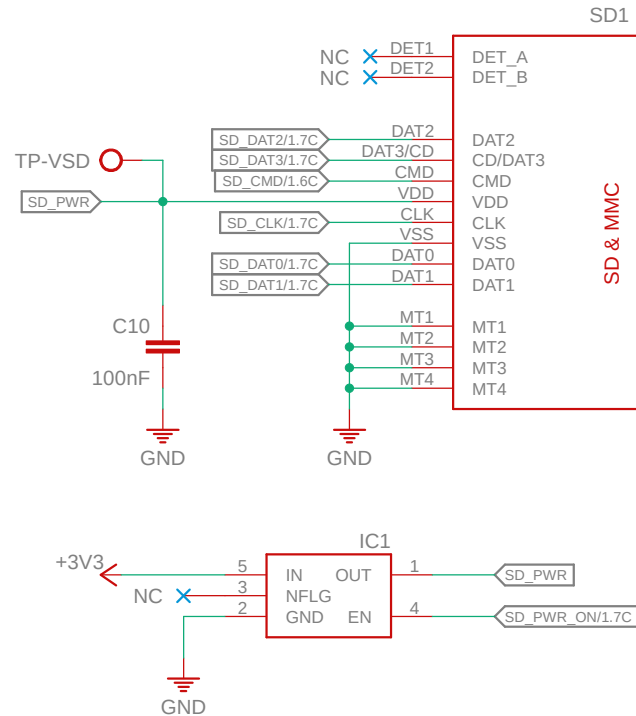 SD1
NC DET1 DET_A
NC DET2 DET_B
SD_DAT2/1.7C DAT2 DAT2
TP-VSD SD_DAT3/1.7C DAT3/CD CD/DAT3
SD_CMD/1.6C CMD CMD
SD_PWR VDD VDD
SD_CLK/1.7C CLK CLK
VSS VSS
SD_DAT0/1.7C DAT0 DAT0
SD_DAT1/1.7C DAT1 DAT1
SD & MMC
C10 MT1 MT1
MT2 MT2
MT3 MT3
100nF MT4 MT4
GND GND
IC1
+3V3 5 IN OUT 1 SD_PWR
NC 3 NFLG
2 GND EN 4 SD_PWR_ON/1.7C
GND